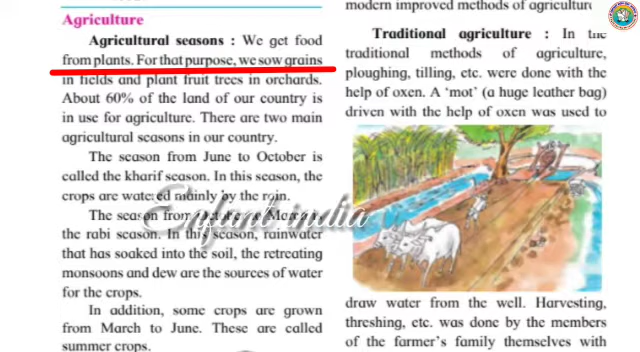 Agriculture
Agricultural seasons : We get food
from plants. For that purpose, we sow grains
in fields and plant fruit trees in orchards.
About 60% of the land of our country is
in use for agriculture. There are two main
agricultural seasons in our country.
The season from June to October is
called the kharif season. In this season, the
crops are watered mainly by the rain.
The season from to March is
the rabi season. In this season, rainwater
that has soaked into the soil, the retreating
monsoons and dew are the sources of water
for the crops.
In addition, some crops are grown
from March to June. These are called
summer crops.
Enfant india
modern improved methods of agriculture
Traditional agriculture : In the
traditional methods of agriculture,
ploughing, tilling, etc. were done with the
help of oxen. A ‘mot’ (a huge leather bag)
driven with the help of oxen was used to
draw water from the well. Harvesting,
threshing, etc. was done by the members
of the farmer’s family themselves with